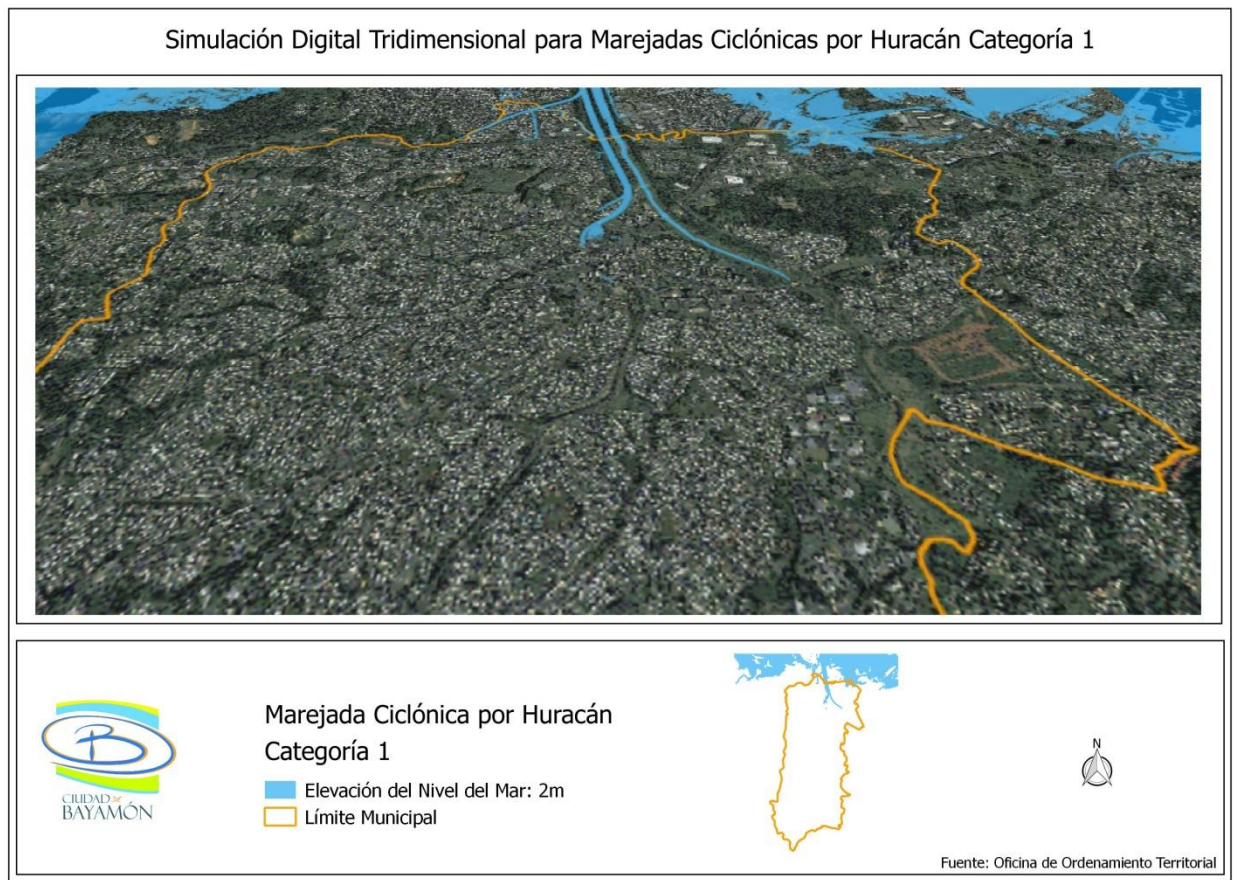 Simulación Digital Tridimensional para Marejadas Ciclónicas por Huracán Categoría 1
Marejada Ciclónica por Huracán
Categoría 1
Elevación del Nivel del Mar: 2m
Límite Municipal
B
CIUDAD DE
BAYAMÓN
N
Fuente: Oficina de Ordenamiento Territorial